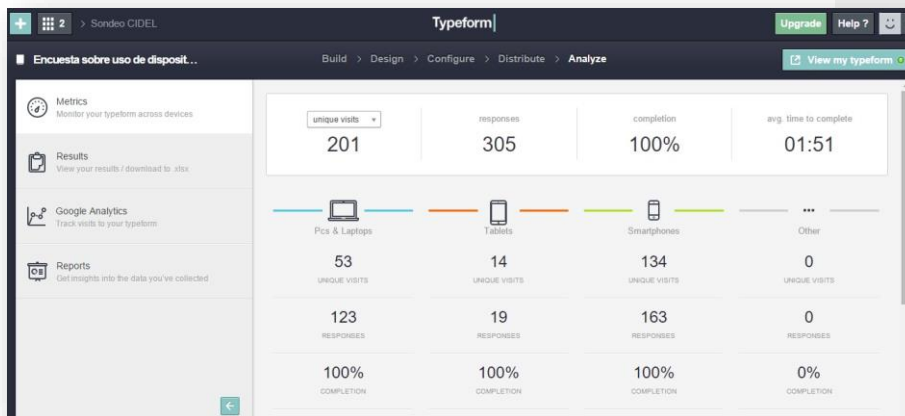 2 > Sondeo CIDEL
Typeform
Upgrade
Help ?
Encuesta sobre uso de disposit...
Build > Design > Configure > Distribute > Analyze
View my typeform
Metrics
Monitor your typeform across devices
Results
View your results / download to .xlsx
Google Analytics
Track visits to your typeform
Reports
Get insights into the data you've collected
unique visits
responses
completion
avg. time to complete
201
305
100%
01:51
Pcs & Laptops
Tablets
Smartphones
Other
53
14
134
0
UNIQUE VISITS
UNIQUE VISITS
UNIQUE VISITS
UNIQUE VISITS
123
19
163
0
RESPONSES
RESPONSES
RESPONSES
RESPONSES
100%
100%
100%
0%
COMPLETION
COMPLETION
COMPLETION
COMPLETION